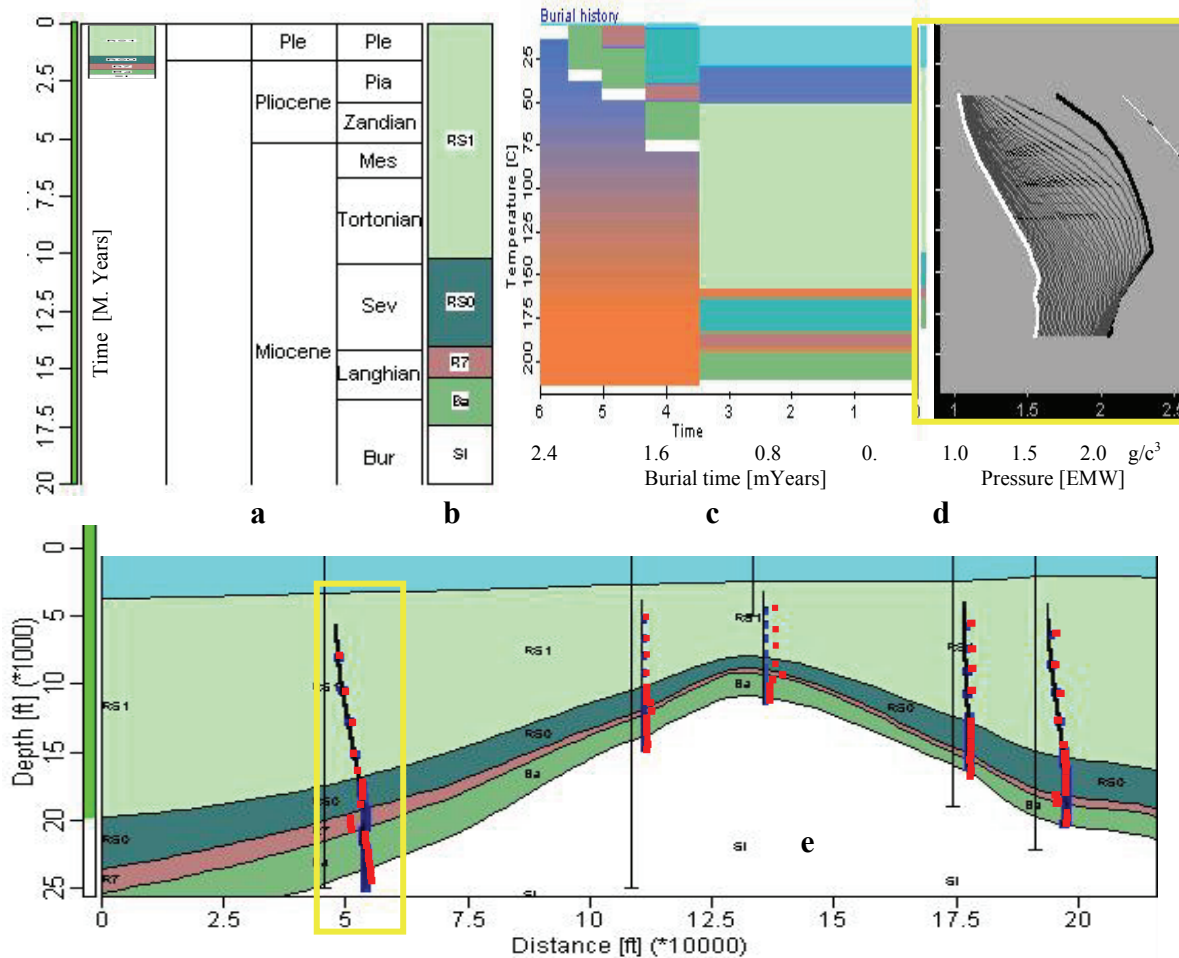 0
2.5
5
7.5
10
12.5
15
17.5
20
Time [M. Years]
Ple
Pliocene
Miocene
Ple
Pia
Zandian
Mes
Tortonian
Sev
Langhian
Bur
RS1
RS0
R7
Ba
Sl
Burial history
Temperature [C]
25
50
75
100
125
150
175
200
6 5 4 3 2 1 0
Time
2.4 1.6 0.8 0.
Burial time [mYears]
1 1.5 2 2.5
1.0 1.5 2.0 g/c³
Pressure [EMW]
a b c d
Depth [ft] (*1000)
0
5
10
15
20
25
RS1
RS1
RS1
RS0
RS0
RS0
RS0
RS0
R7
Ba
Ba
Ba
Sl
Sl
e
0 2.5 5 7.5 10 12.5 15 17.5 20
Distance [ft] (*10000)